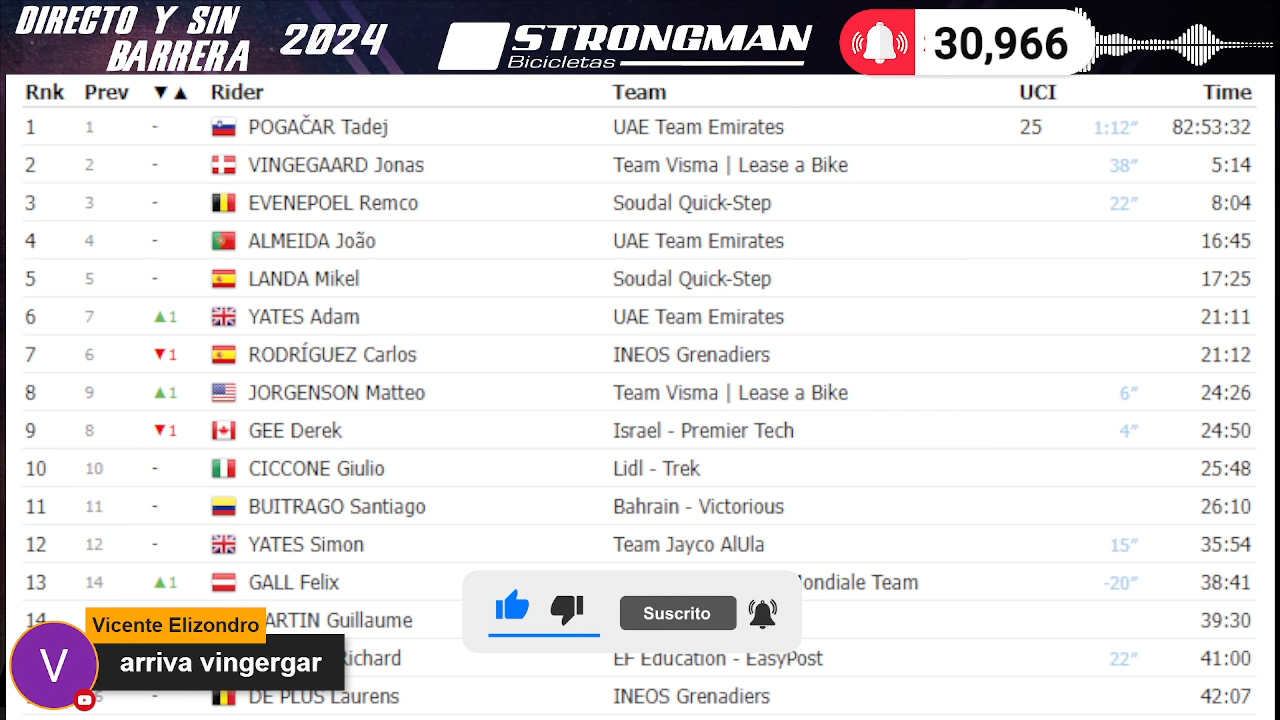 DIRECTO Y SIN
BARRERA
2024
STRONGMAN
Bicicletas
30,966
Rnk Prev ▼▲ Rider Team UCI Time
1 1 - POGAČAR Tadej UAE Team Emirates 25 1:12″ 82:53:32
2 2 - VINGEGAARD Jonas Team Visma | Lease a Bike 38″ 5:14
3 3 - EVENEPOEL Remco Soudal Quick-Step 22″ 8:04
4 4 - ALMEIDA João UAE Team Emirates 16:45
5 5 - LANDA Mikel Soudal Quick-Step 17:25
6 7 ▲1 YATES Adam UAE Team Emirates 21:11
7 6 ▼1 RODRÍGUEZ Carlos INEOS Grenadiers 21:12
8 9 ▲1 JORGENSON Matteo Team Visma | Lease a Bike 6″ 24:26
9 8 ▼1 GEE Derek Israel - Premier Tech 4″ 24:50
10 10 - CICCONE Giulio Lidl - Trek 25:48
11 11 - BUITRAGO Santiago Bahrain - Victorious 26:10
12 12 - YATES Simon Team Jayco AlUla 15″ 35:54
13 14 ▲1 GALL Felix Mondiale Team -20″ 38:41
14 MARTIN Guillaume 39:30
Richard EF Education - EasyPost 22″ 41:00
- DE PLUS Laurens INEOS Grenadiers 42:07
Suscrito
Vicente Elizondro
V
arriva vingergar